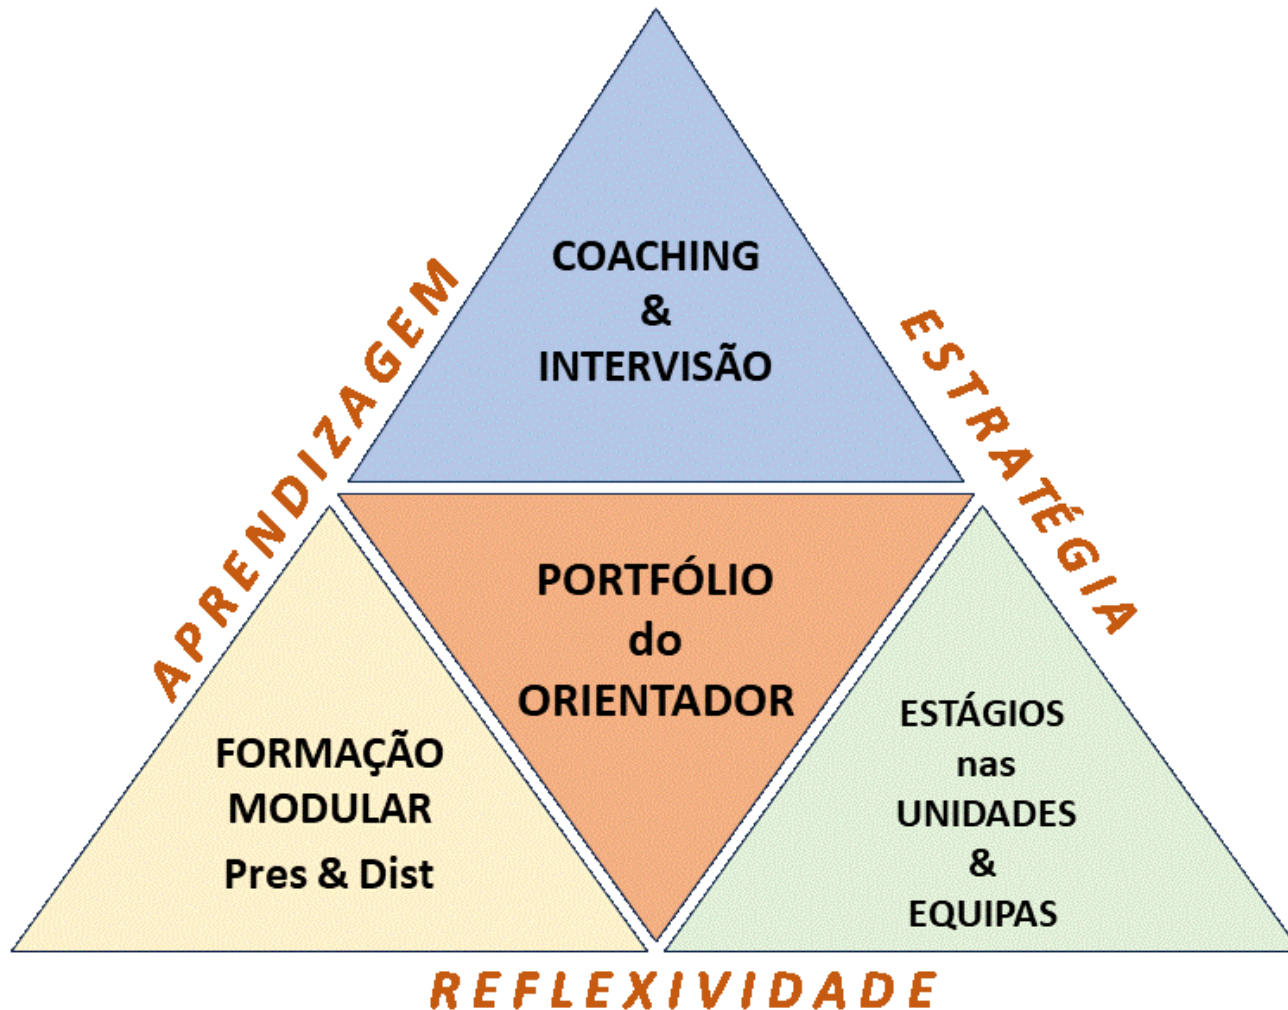 COACHING
&
INTERVISÃO
APRENDIZAGEM
ESTRATÉGIA
PORTFÓLIO
do
ORIENTADOR
FORMAÇÃO
MODULAR
Pres & Dist
ESTÁGIOS
nas
UNIDADES
&
EQUIPAS
REFLEXIVIDADE